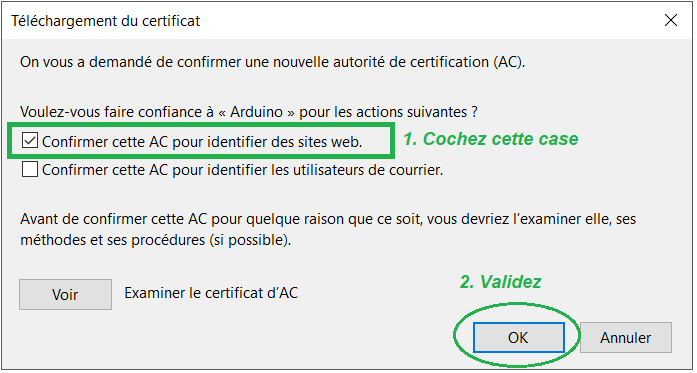 Téléchargement du certificat
On vous a demandé de confirmer une nouvelle autorité de certification (AC).
Voulez-vous faire confiance à « Arduino » pour les actions suivantes ?
Confirmer cette AC pour identifier des sites web.
1. Cochez cette case
Confirmer cette AC pour identifier les utilisateurs de courrier.
Avant de confirmer cette AC pour quelque raison que ce soit, vous devriez l’examiner elle, ses
méthodes et ses procédures (si possible).
Voir
Examiner le certificat d’AC
2. Validez
OK
Annuler